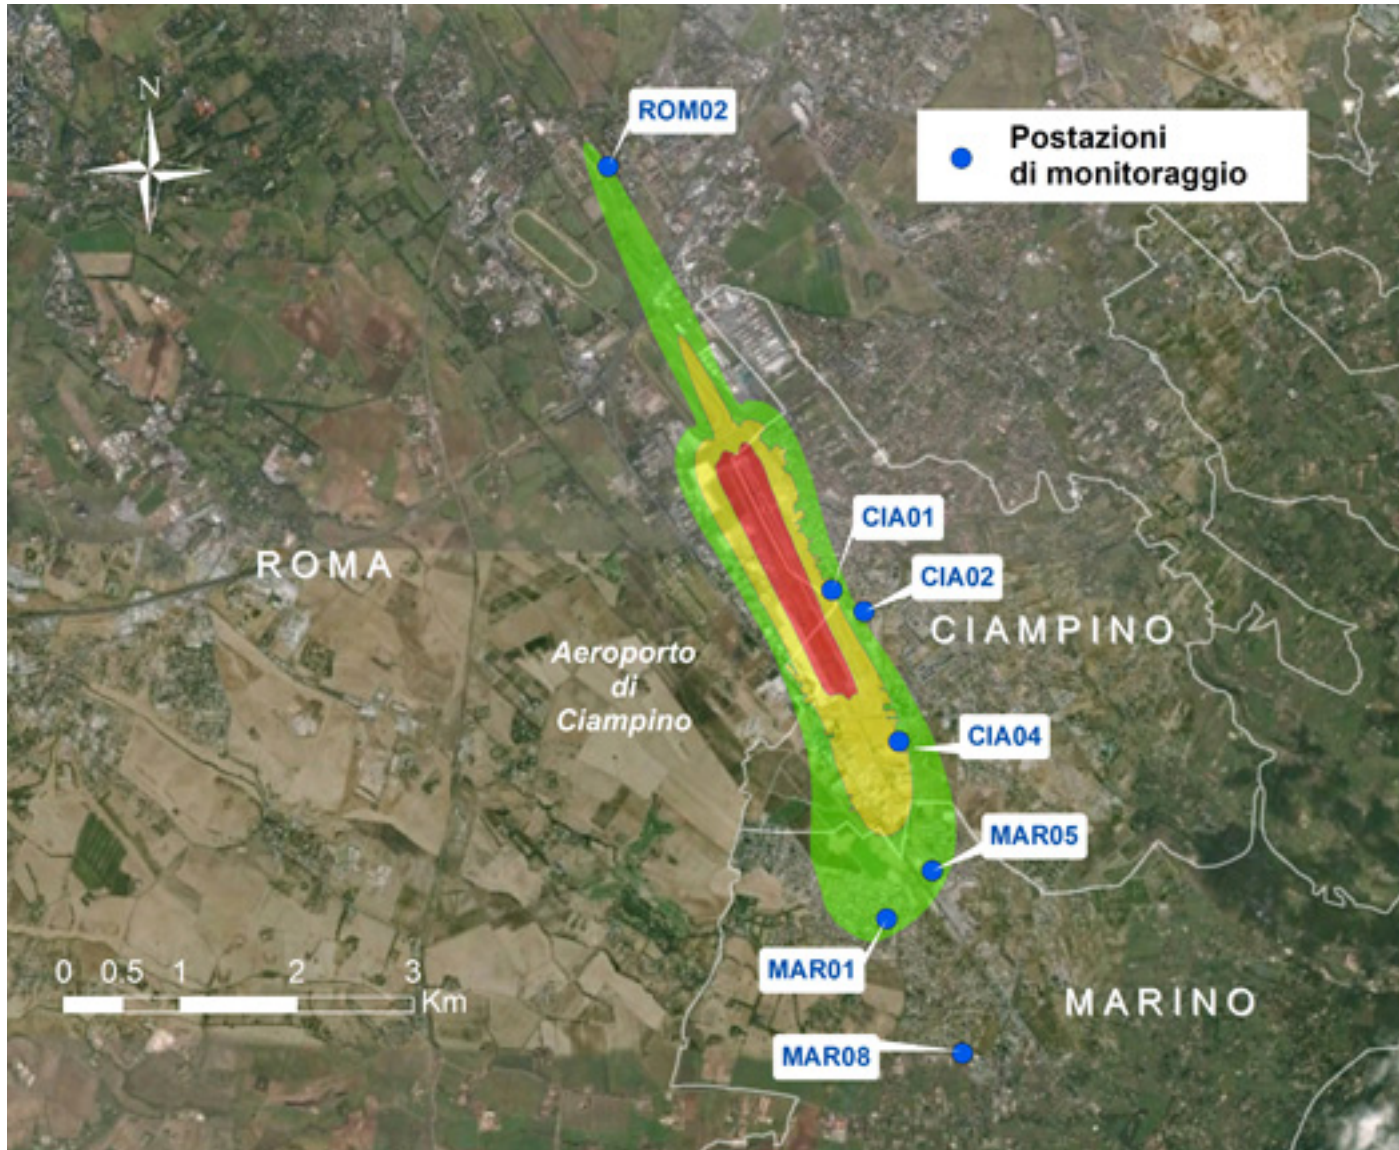 N
ROM02
Postazioni
di monitoraggio
CIA01
ROMA
CIA02
CIAMPINO
Aeroporto
di
Ciampino
CIA04
MAR05
MAR01
0 0.5 1 2 3
Km
MARINO
MAR08